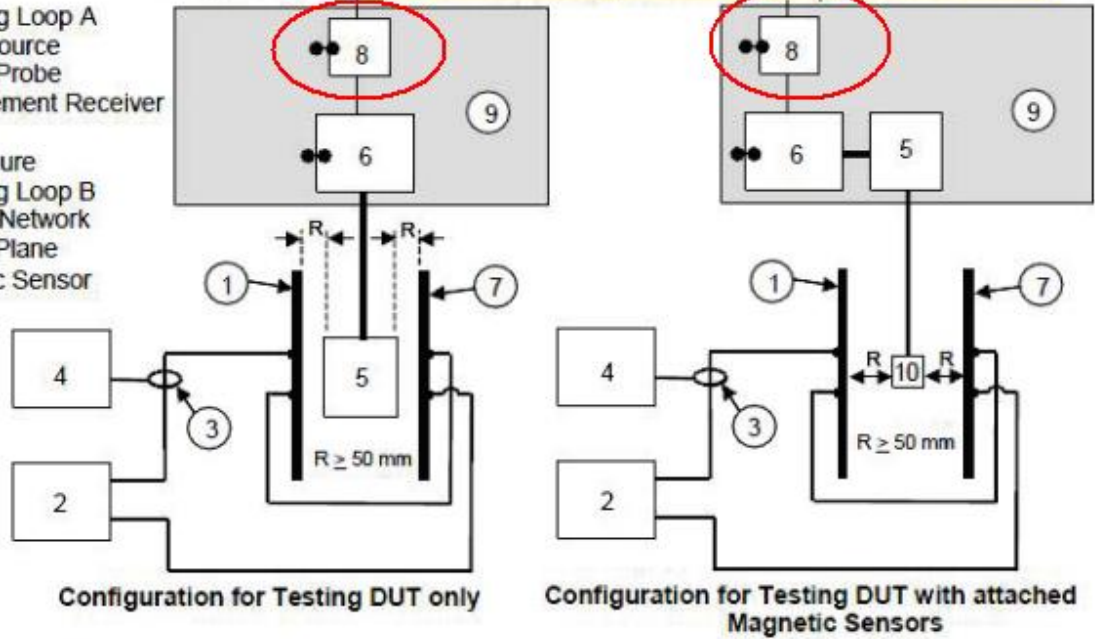 g Loop A
ource
Probe
ement Receiver
ure
g Loop B
Network
Plane
c Sensor
8
9
6
R
R
1
7
4
5
3
R ≥ 50 mm
2
Configuration for Testing DUT only
8
9
6
5
1
7
4
R
10
R
3
R ≥ 50 mm
2
Configuration for Testing DUT with attached
Magnetic Sensors